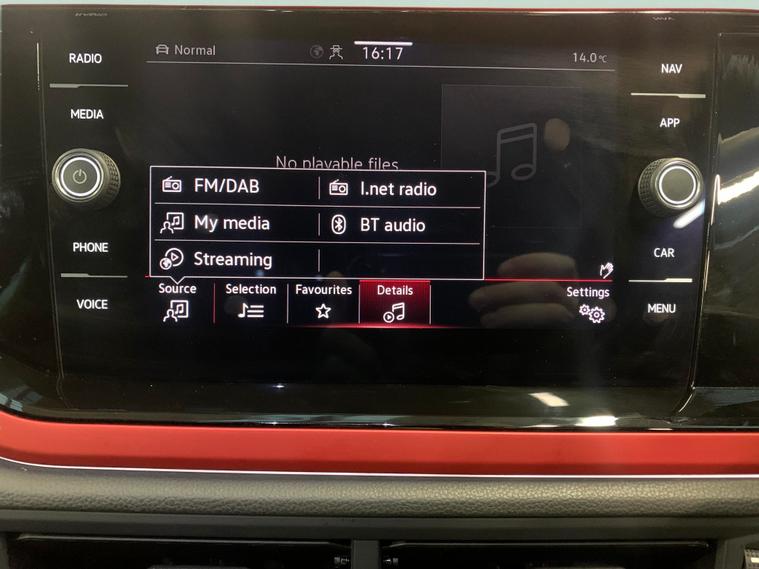 RADIO
MEDIA
PHONE
VOICE
Normal
16:17
14.0°C
No playable files
FM/DAB
I.net radio
My media
BT audio
Streaming
Source
Selection
Favourites
Details
Settings
NAV
APP
CAR
MENU